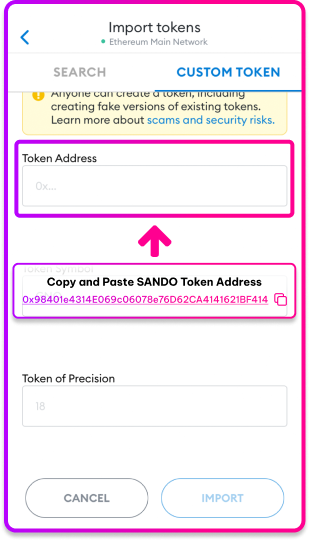 Import tokens
Ethereum Main Network
SEARCH
CUSTOM TOKEN
Anyone can create a token, including
creating fake versions of existing tokens.
Learn more about scams and security risks.
Token Address
0x...
Token Symbol
Copy and Paste SANDO Token Address
0x98401e4314E069c06078e76D62CA4141621BF414
Token of Precision
18
CANCEL
IMPORT